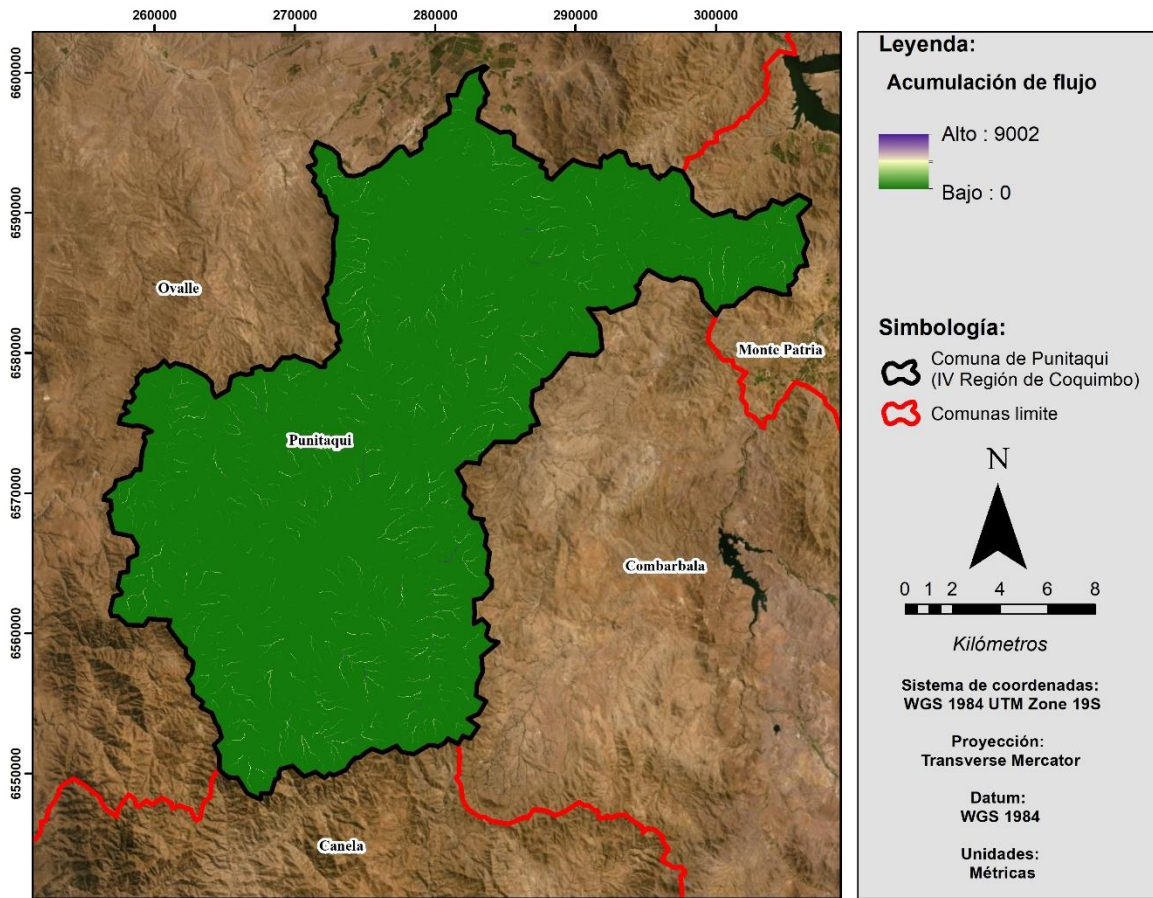 260000 270000 280000 290000 300000
6600000
6590000
6580000
6570000
6560000
6550000
Ovalle
Monte Patria
Punitaqui
Combarbala
Canela
Leyenda:
Acumulación de flujo
Alto : 9002
Bajo : 0
Simbología:
Comuna de Punitaqui
(IV Región de Coquimbo)
Comunas limite
N
0 1 2 4 6 8
Kilómetros
Sistema de coordenadas:
WGS 1984 UTM Zone 19S
Proyección:
Transverse Mercator
Datum:
WGS 1984
Unidades:
Métricas